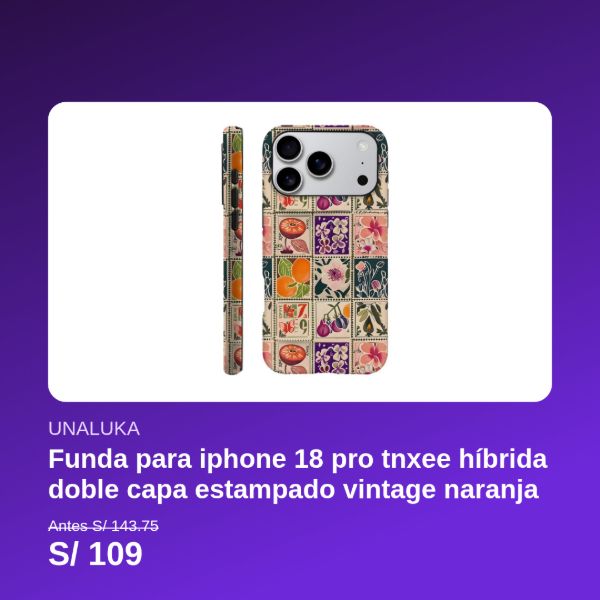 UNALUKA
Funda para iphone 18 pro tnxee híbrida
doble capa estampado vintage naranja
Antes S/ 143.75
S/ 109